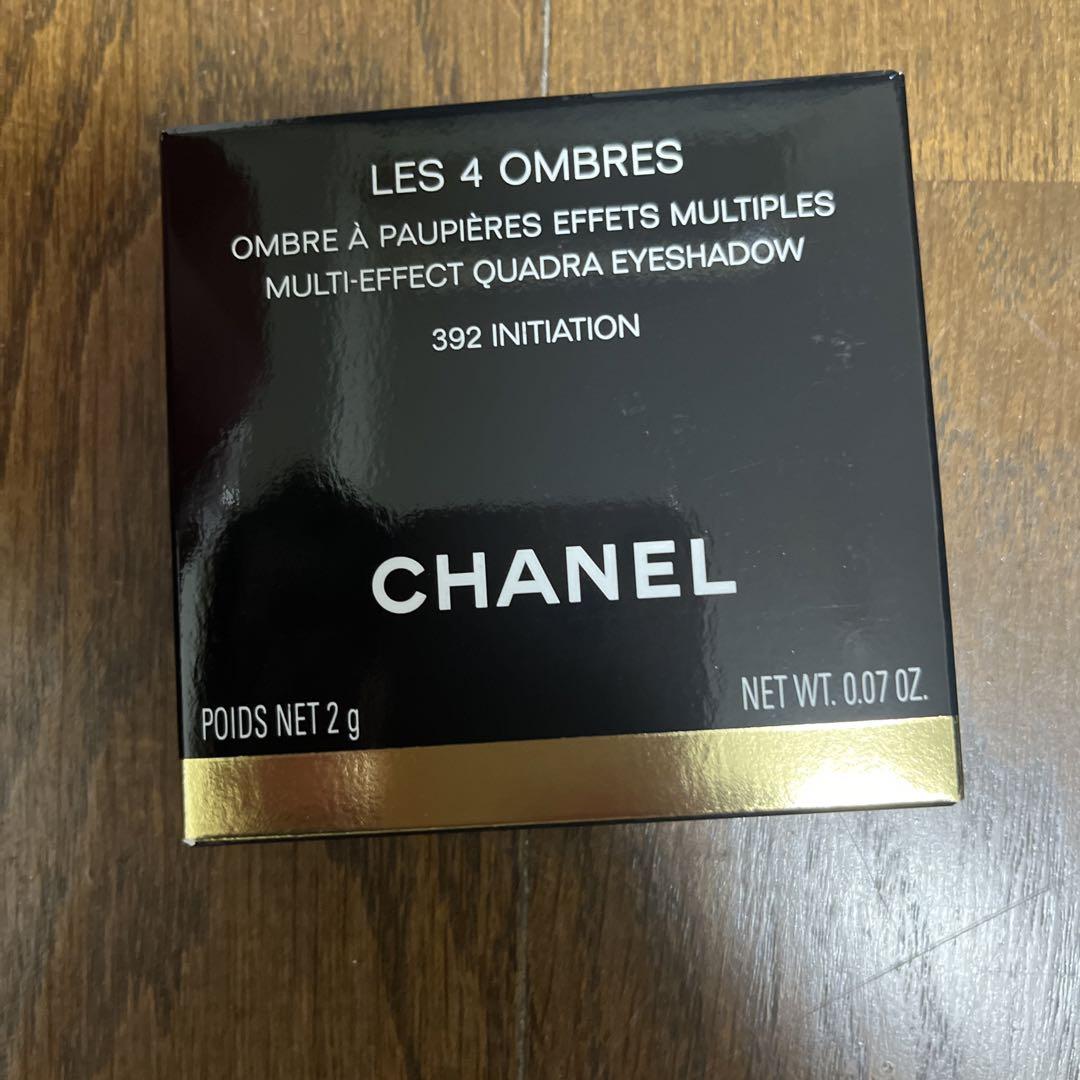 LES 4 OMBRES
OMBRE À PAUPIÈRES EFFETS MULTIPLES
MULTI-EFFECT QUADRA EYESHADOW
392 INITIATION
CHANEL
POIDS NET 2 g
NET WT. 0.07 OZ.